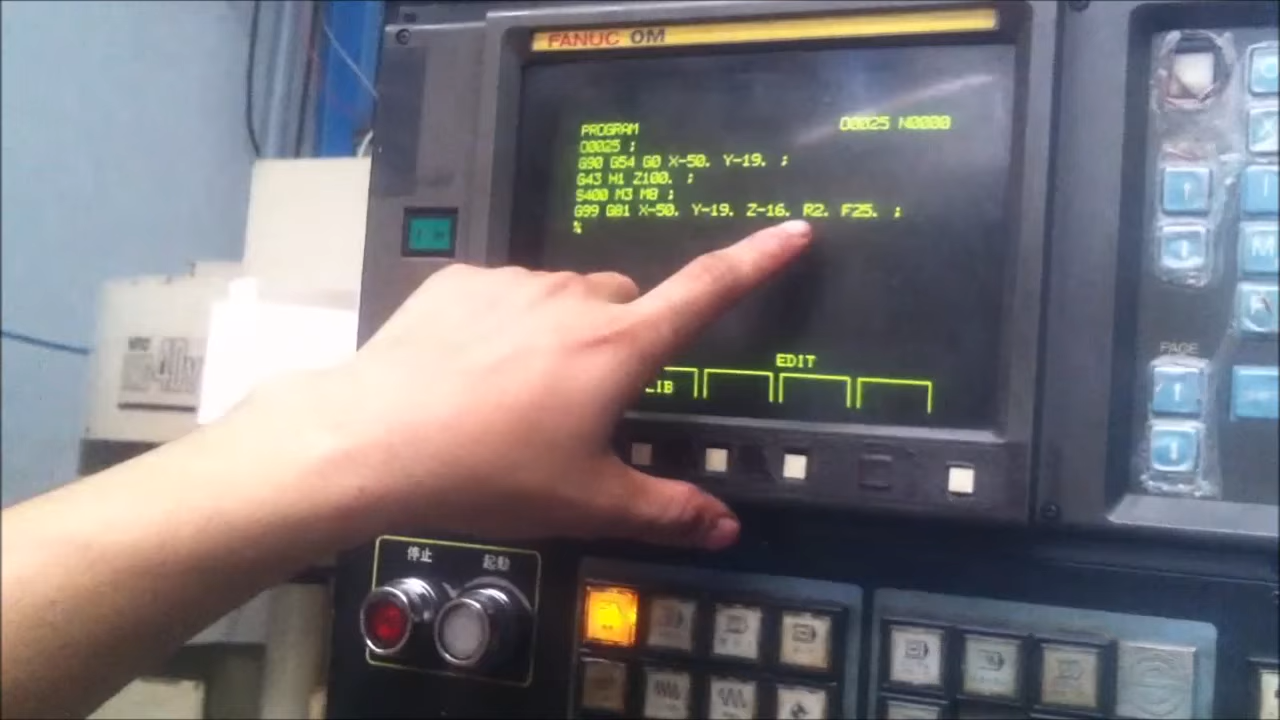 FANUC 0M
PROGRAM O0025 N0000
O0025 ;
G90 G54 G0 X-50. Y-19. ;
G43 H1 Z100. ;
S400 M3 M8 ;
G99 G81 X-50. Y-19. Z-16. R2. F25. ;
%
EDIT
LIB
PAGE
停止 起動